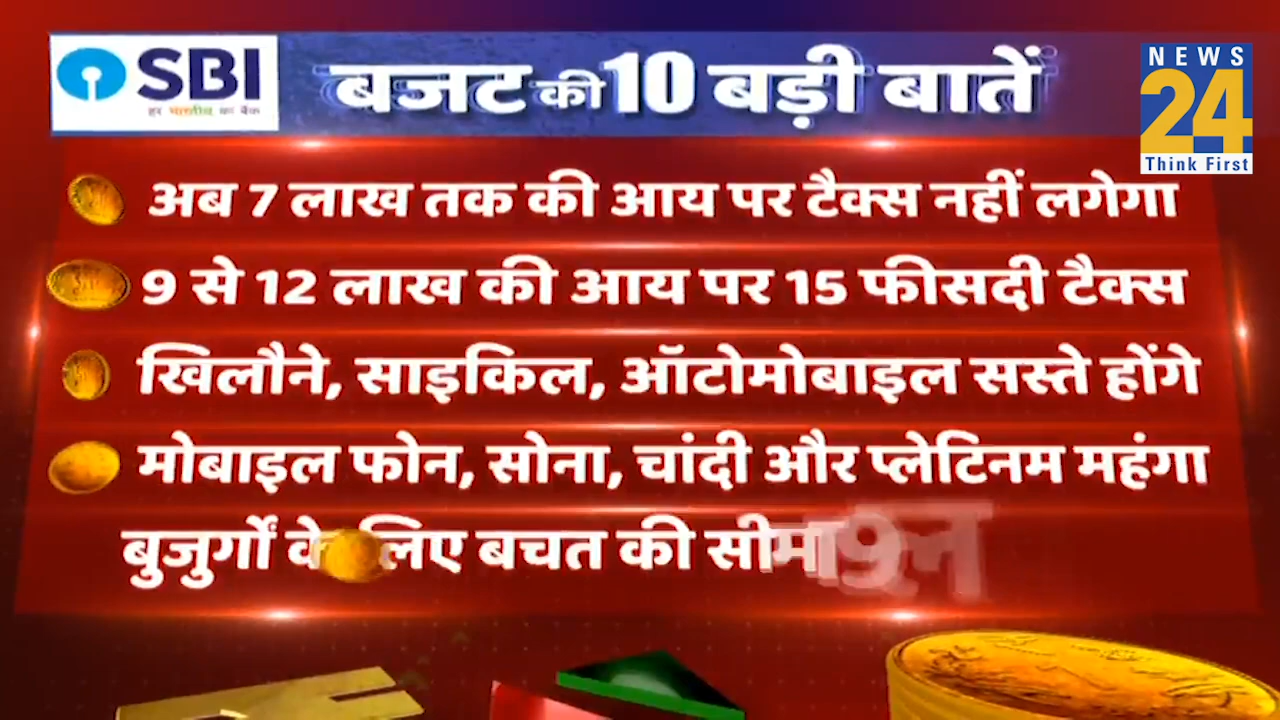 SBI
हर भारतीय का बैंक
बजट की 10 बड़ी बातें
NEWS
24
Think First
अब 7 लाख तक की आय पर टैक्स नहीं लगेगा
9 से 12 लाख की आय पर 15 फीसदी टैक्स
खिलौने, साइकिल, ऑटोमोबाइल सस्ते होंगे
मोबाइल फोन, सोना, चांदी और प्लेटिनम महंगा
बुजुर्गों के लिए बचत की सीमा